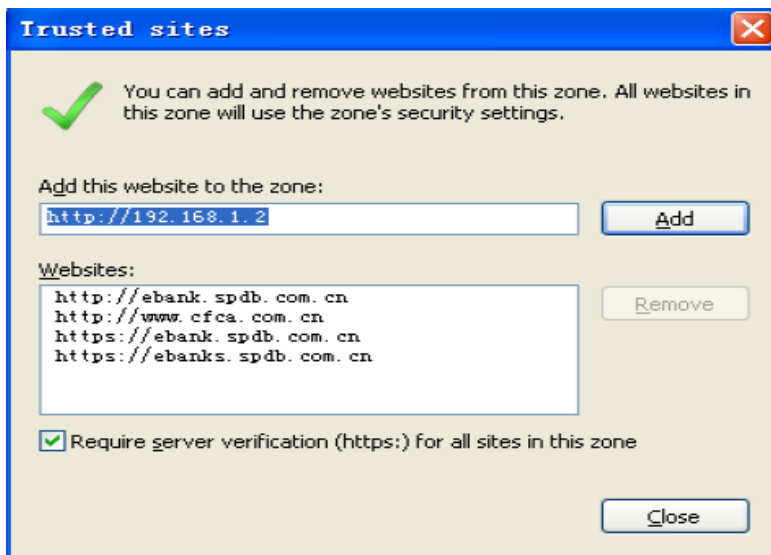 Trusted sites
You can add and remove websites from this zone. All websites in
this zone will use the zone's security settings.
Add this website to the zone:
http://192.168.1.2
Add
Websites:
http://ebank.spdb.com.cn
http://www.cfca.com.cn
https://ebank.spdb.com.cn
https://ebanks.spdb.com.cn
Remove
Require server verification (https:) for all sites in this zone
Close